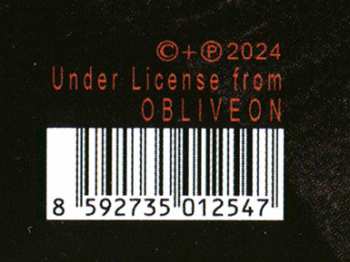 ©+℗2024
Under License from
OBLIVEON
8 592735 012547